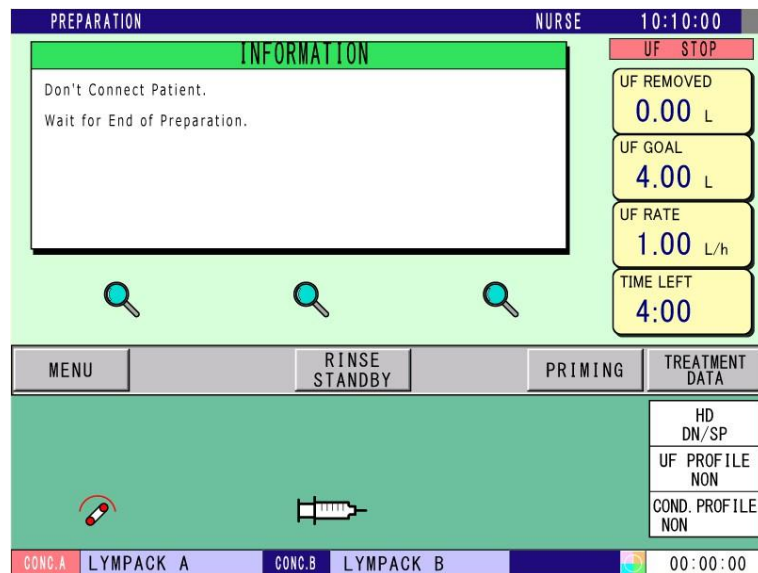 PREPARATION NURSE 10:10:00
INFORMATION
Don't Connect Patient.
Wait for End of Preparation.
UF STOP
UF REMOVED
0.00 L
UF GOAL
4.00 L
UF RATE
1.00 L/h
TIME LEFT
4:00
MENU
RINSE
STANDBY
PRIMING
TREATMENT
DATA
HD
DN/SP
UF PROFILE
NON
COND.PROFILE
NON
CONC.A LYMPACK A CONC.B LYMPACK B 00:00:00